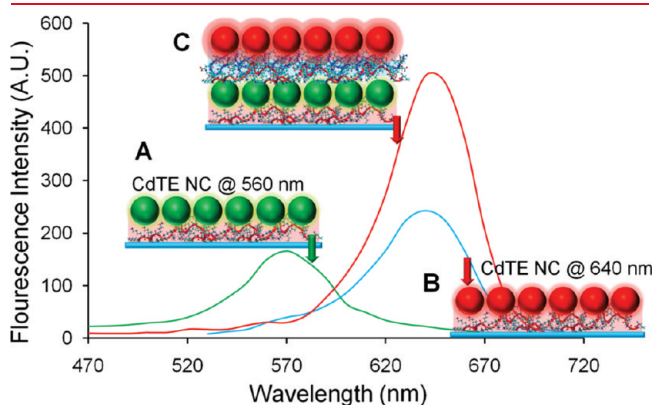 Flourescence Intensity (A.U.)
600
500
400
300
200
100
0
C
A
CdTE NC @ 560 nm
B
CdTE NC @ 640 nm
470
520
570
620
670
720
Wavelength (nm)